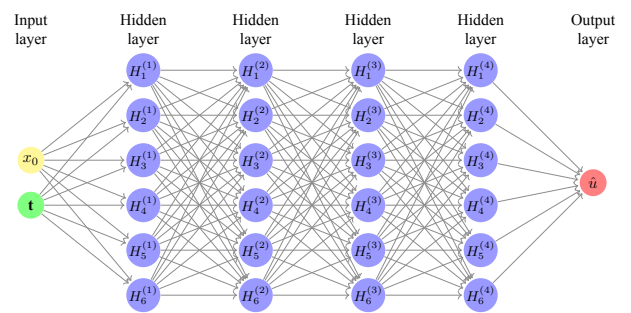 Input Hidden Hidden Hidden Hidden Output
layer layer layer layer layer layer
H₁⁽¹⁾ H₁⁽²⁾ H₁⁽³⁾ H₁⁽⁴⁾
H₂⁽¹⁾ H₂⁽²⁾ H₂⁽³⁾ H₂⁽⁴⁾
x₀ H₃⁽¹⁾ H₃⁽²⁾ H₃⁽³⁾ H₃⁽⁴⁾
û
t H₄⁽¹⁾ H₄⁽²⁾ H₄⁽³⁾ H₄⁽⁴⁾
H₅⁽¹⁾ H₅⁽²⁾ H₅⁽³⁾ H₅⁽⁴⁾
H₆⁽¹⁾ H₆⁽²⁾ H₆⁽³⁾ H₆⁽⁴⁾